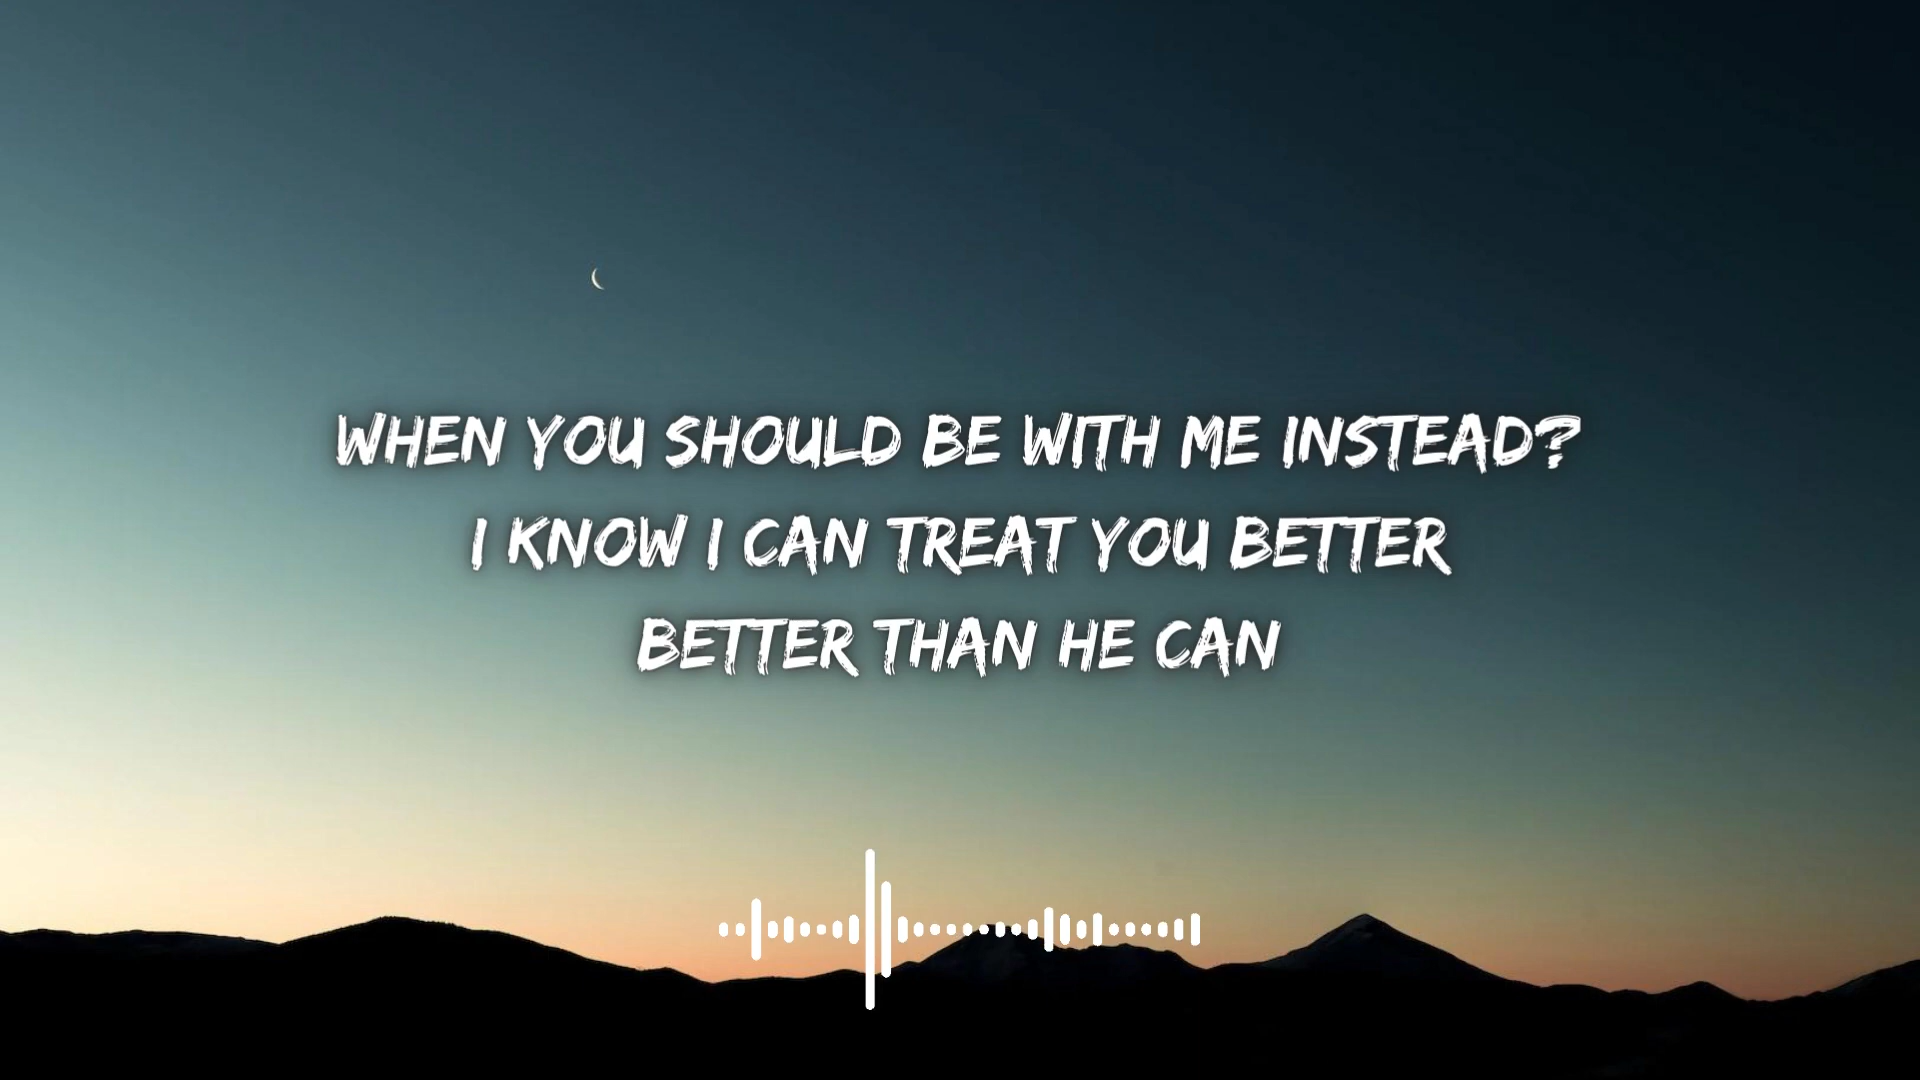 WHEN YOU SHOULD BE WITH ME INSTEAD?
I KNOW I CAN TREAT YOU BETTER
BETTER THAN HE CAN